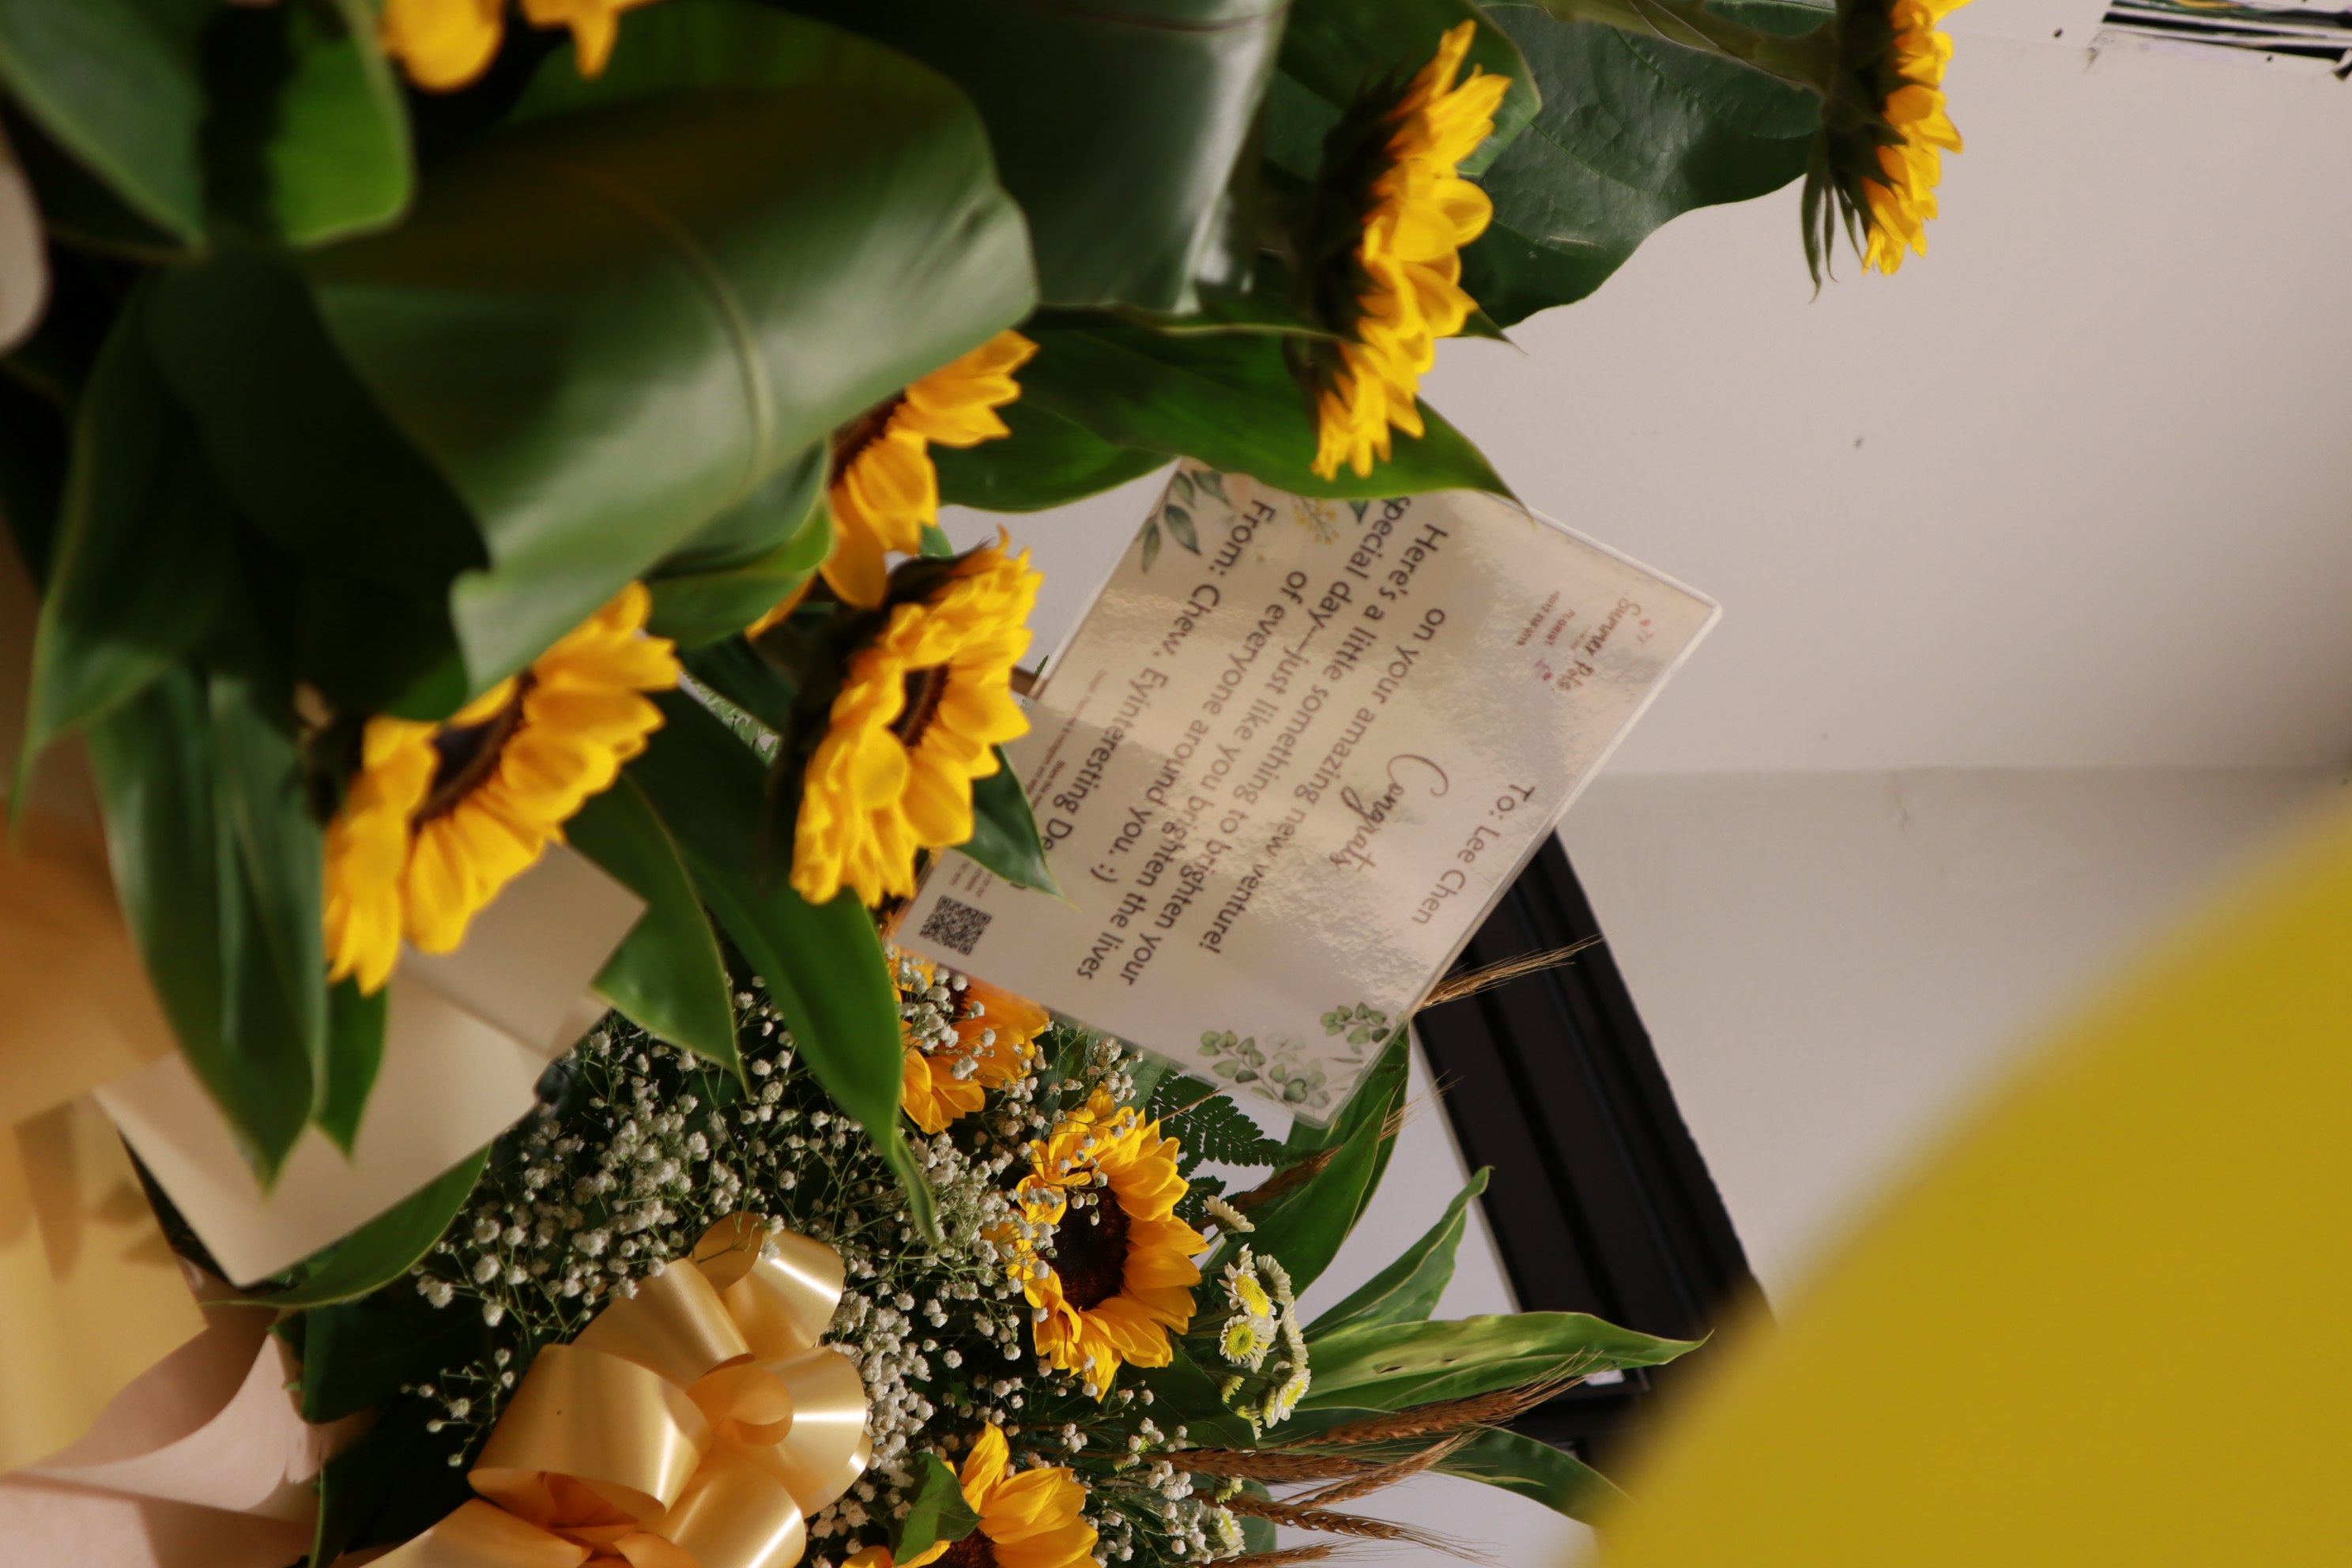 Summer Pots
FLORIST
To: Lee Chen
Congrats
on your amazing new venture!
Here's a little something to brighten your
special day—just like you brighten the lives
of everyone around you. :)
From: Chew, Eyinteresting